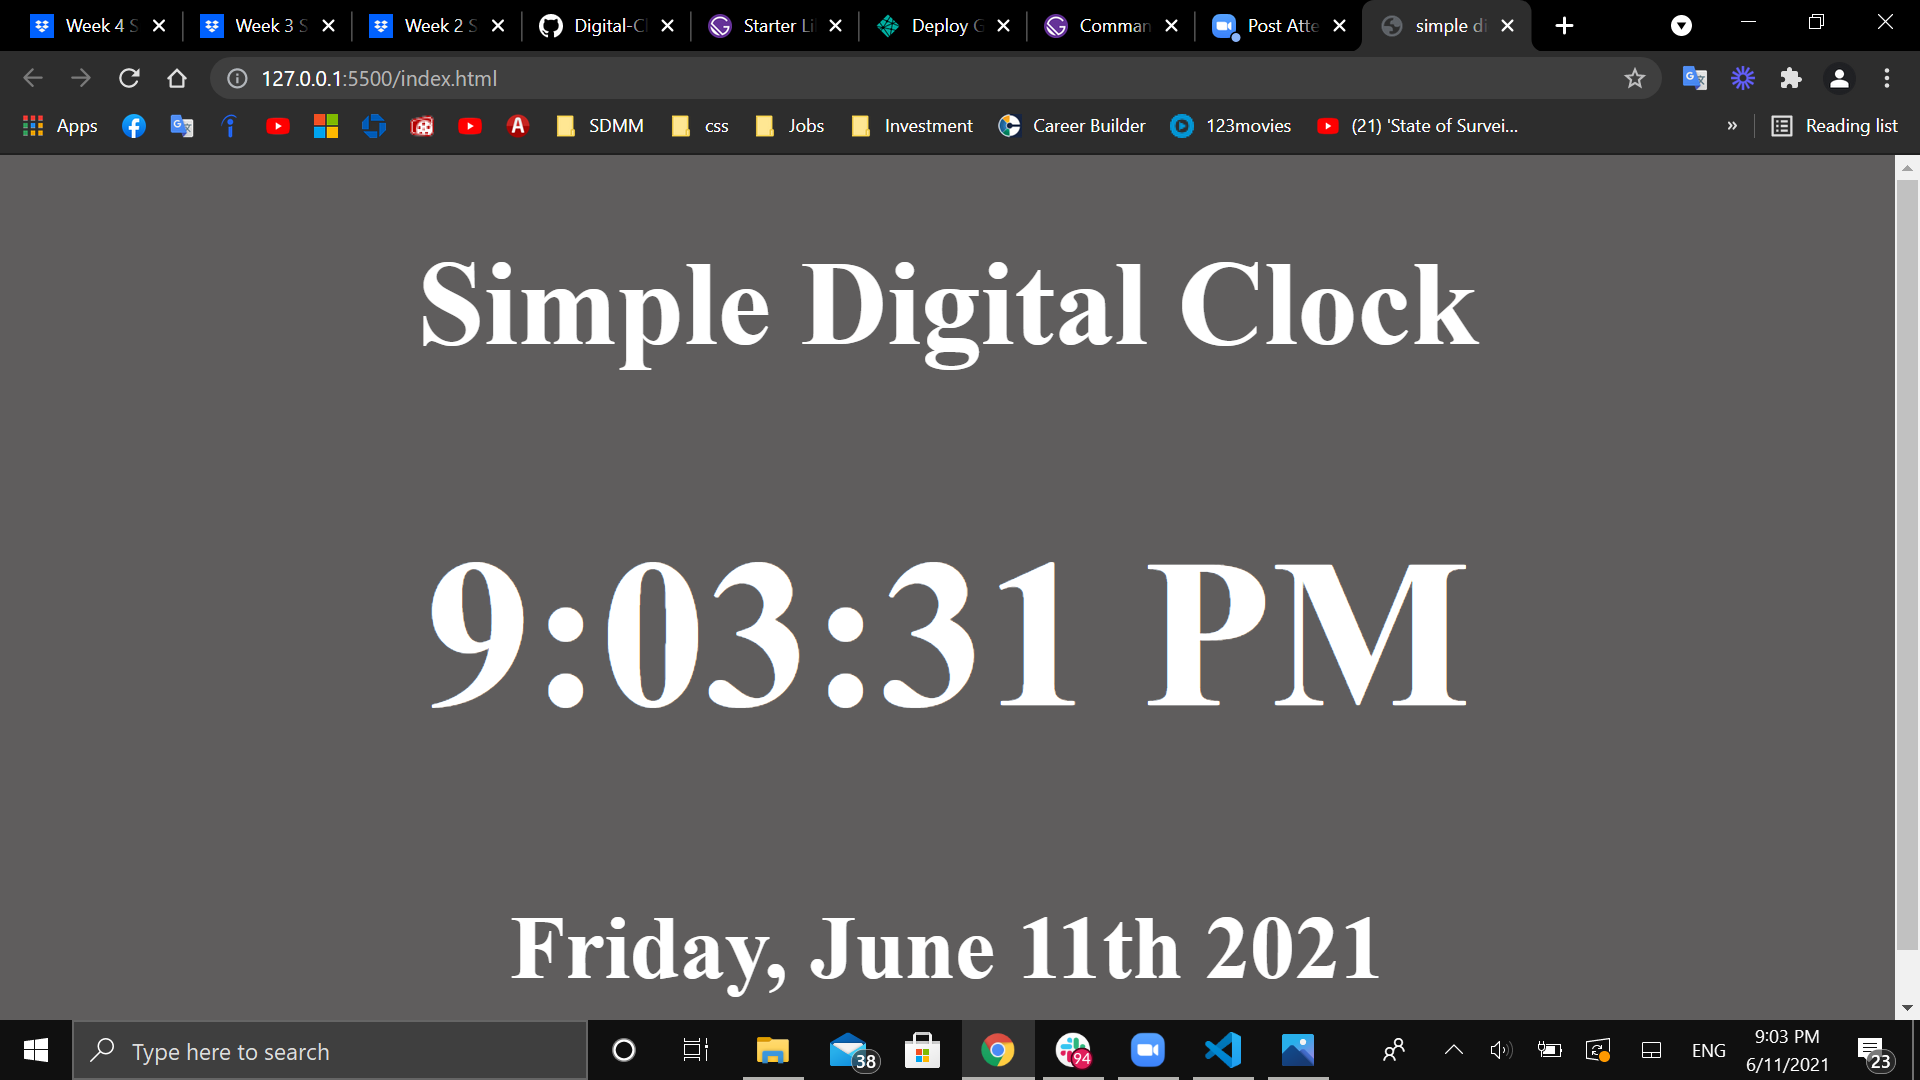 Week 4 S
Week 3 S
Week 2 S
Digital-Cl
Starter Li
Deploy G
Comman
Post Atte
simple di
127.0.0.1:5500/index.html
Apps
SDMM
css
Jobs
Investment
Career Builder
123movies
(21) 'State of Survei...
»
Reading list
Simple Digital Clock
9:03:31 PM
Friday, June 11th 2021
Type here to search
38
94
ENG
9:03 PM
6/11/2021
23